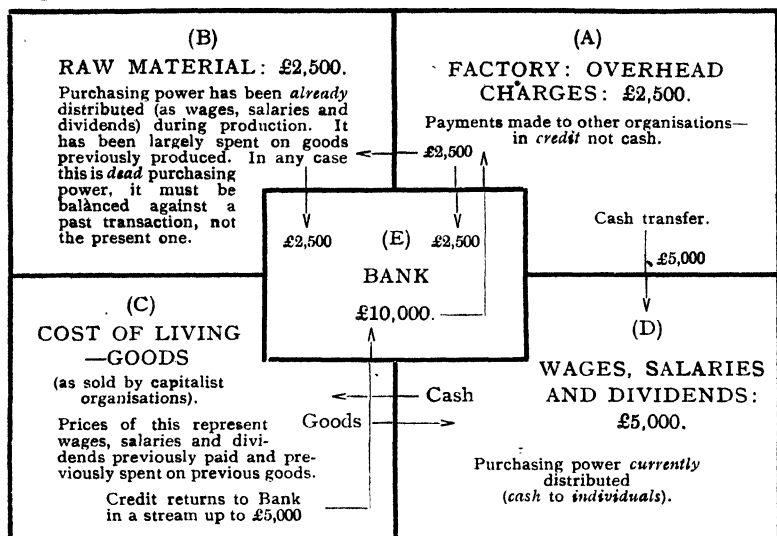 (B)
RAW MATERIAL: £2,500.
Purchasing power has been already
distributed (as wages, salaries and
dividends) during production. It
has been largely spent on goods
previously produced. In any case
this is dead purchasing
power, it must be
balanced against a
past transaction, not
the present one.
(A)
FACTORY: OVERHEAD
CHARGES: £2,500.
Payments made to other organisations—
in credit not cash.
£2,500
Cash transfer.
£5,000
£2,500
(E)
£2,500
BANK
£10,000.
(C)
COST OF LIVING
—GOODS
(as sold by capitalist
organisations).
Prices of this represent
wages, salaries and divi-
dends previously paid and pre-
viously spent on previous goods.
Credit returns to Bank
in a stream up to £5,000
Cash
Goods
(D)
WAGES, SALARIES
AND DIVIDENDS:
£5,000.
Purchasing power currently
distributed
(cash to individuals).